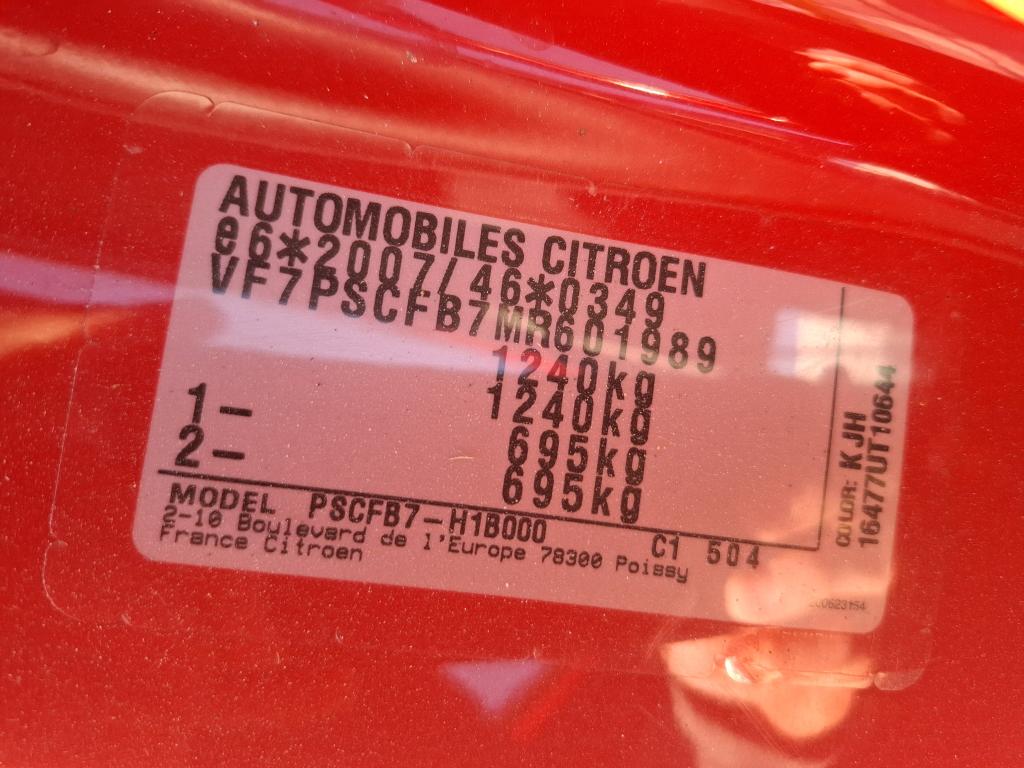 AUTOMOBILES CITROEN
e6*2007/46*0349
VF7PSCFB7MR601989
1240kg
1240kg
1- 695kg
2- 695kg
MODEL PSCFB7-H1B000 C1 504
2-10 Boulevard de l'Europe 78300 Poissy
France Citroen
COLOR: KJH
16477UT10644